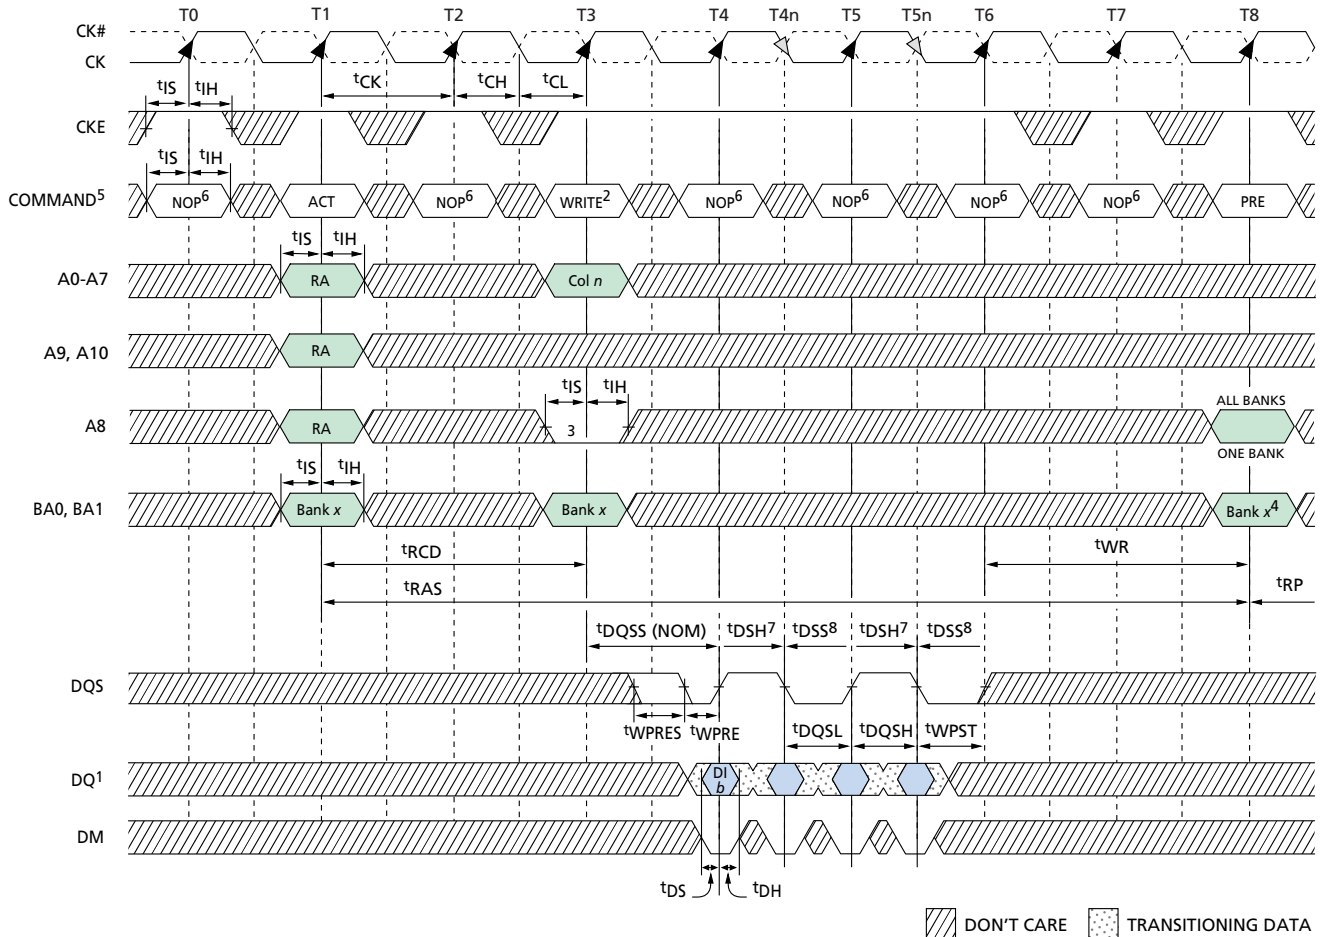 T0 T1 T2 T3 T4 T4n T5 T5n T6 T7 T8
CK#
CK
tCK tCH tCL
tIS tIH
CKE
tIS tIH
COMMAND5 NOP6 ACT NOP6 WRITE2 NOP6 NOP6 NOP6 NOP6 PRE
tIS tIH
A0-A7 RA Col n
A9, A10 RA
tIS tIH
ALL BANKS
A8 RA 3
ONE BANK
tIS tIH
BA0, BA1 Bank x Bank x Bank x4
tRCD tWR
tRAS tRP
tDQSS (NOM) tDSH7 tDSS8 tDSH7 tDSS8
DQS
tWPRES tWPRE tDQSL tDQSH tWPST
DQ1 DI
b
DM
tDS tDH
DON'T CARE TRANSITIONING DATA